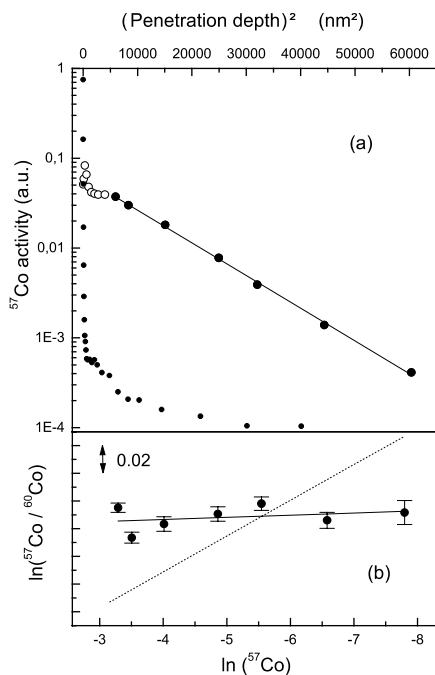 (Penetration depth)² (nm²)
0 10000 20000 30000 40000 50000 60000
1
0,1
0,01
1E-3
1E-4
⁵⁷Co activity (a.u.)
(a)
0.02
ln(⁵⁷Co / ⁶⁰Co)
(b)
-3 -4 -5 -6 -7 -8
ln (⁵⁷Co)